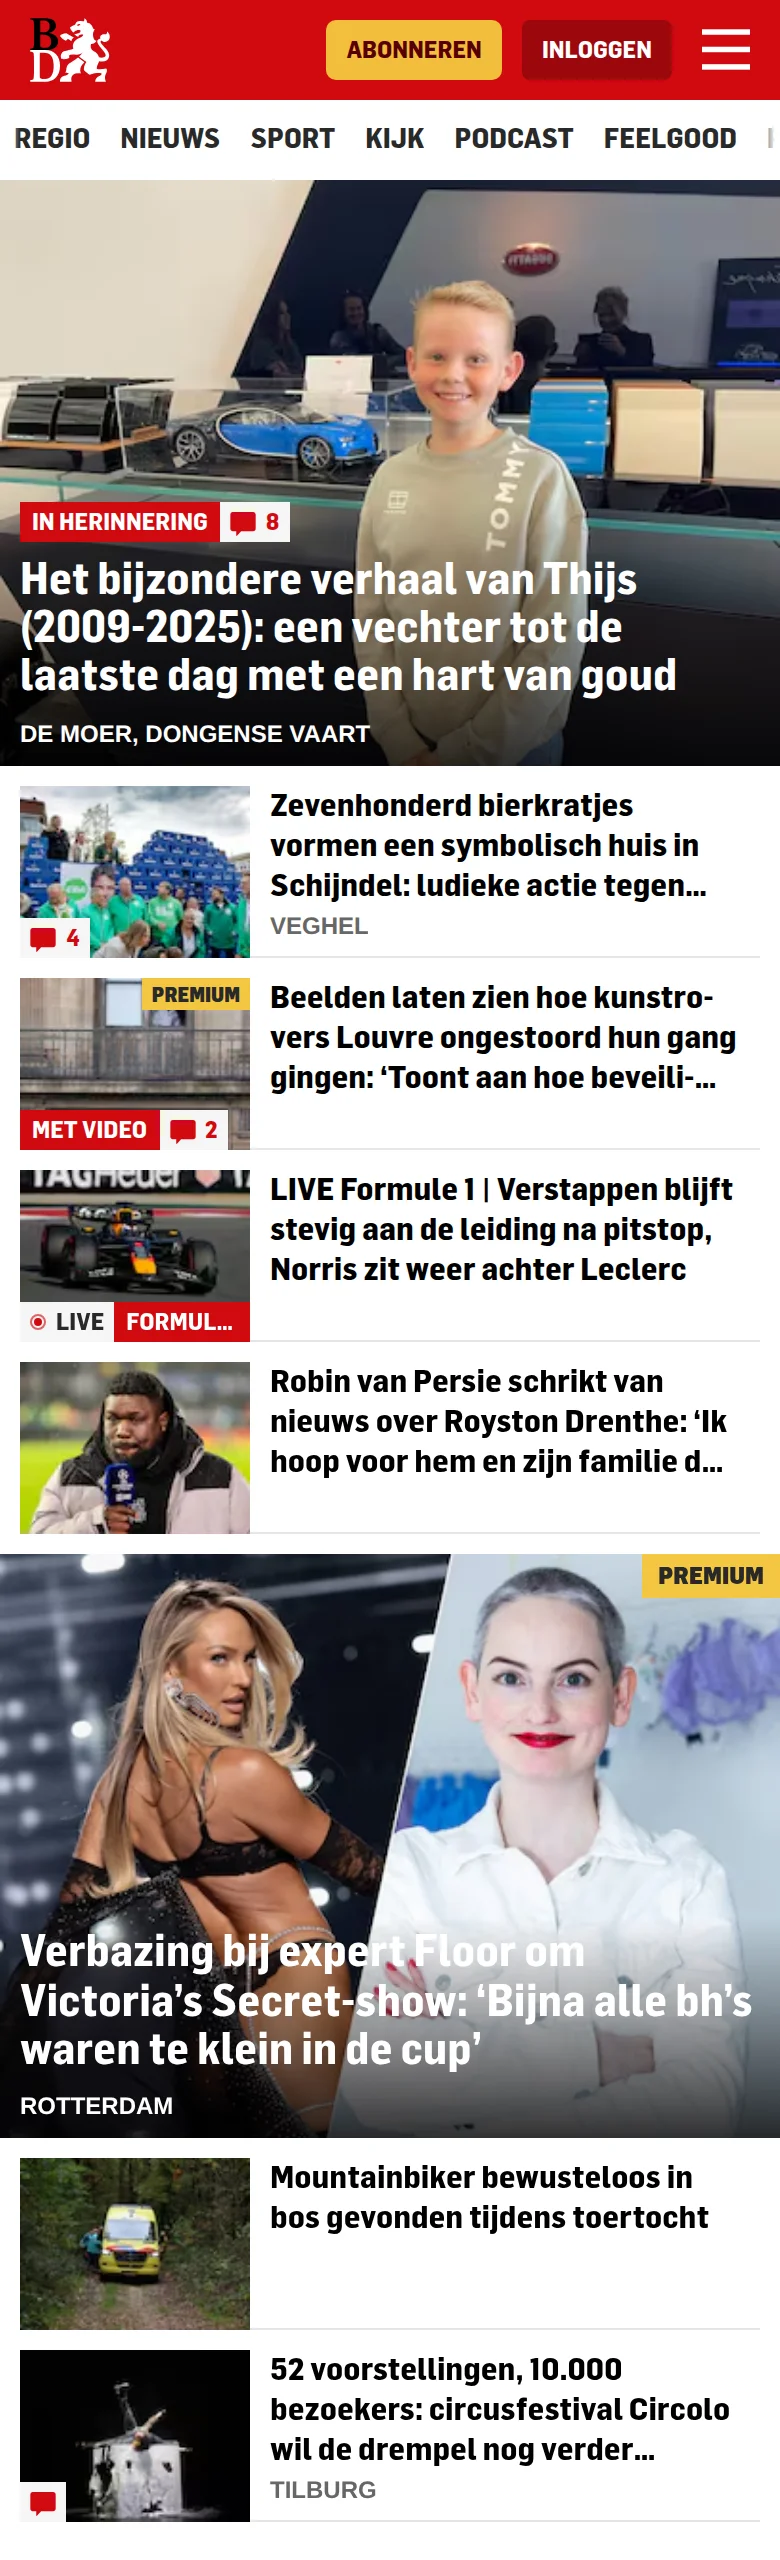 B
D
ABONNEREN
INLOGGEN
REGIO NIEUWS SPORT KIJK PODCAST FEELGOOD
BUGATTI
TOMMY
IN HERINNERING
8
Het bijzondere verhaal van Thijs
(2009-2025): een vechter tot de
laatste dag met een hart van goud
DE MOER, DONGENSE VAART
Zevenhonderd bierkratjes
vormen een symbolisch huis in
Schijndel: ludieke actie tegen...
VEGHEL
4
PREMIUM
Beelden laten zien hoe kunstro-
vers Louvre ongestoord hun gang
gingen: ‘Toont aan hoe beveili-...
MET VIDEO
2
TAGHeuer
LIVE Formule 1 | Verstappen blijft
stevig aan de leiding na pitstop,
Norris zit weer achter Leclerc
LIVE
FORMUL...
Robin van Persie schrikt van
nieuws over Royston Drenthe: ‘Ik
hoop voor hem en zijn familie d...
PREMIUM
Verbazing bij expert Floor om
Victoria’s Secret-show: ‘Bijna alle bh’s
waren te klein in de cup’
ROTTERDAM
Mountainbiker bewusteloos in
bos gevonden tijdens toertocht
52 voorstellingen, 10.000
bezoekers: circusfestival Circolo
wil de drempel nog verder...
TILBURG